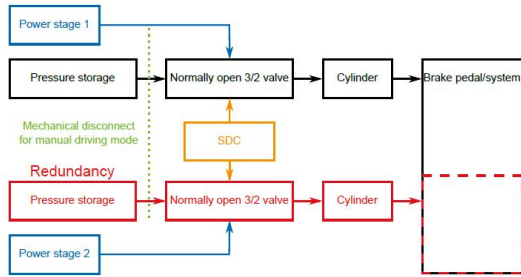 Power stage 1
Pressure storage
Normally open 3/2 valve
Cylinder
Brake pedal/system
Mechanical disconnect
for manual driving mode
SDC
Redundancy
Pressure storage
Normally open 3/2 valve
Cylinder
Power stage 2